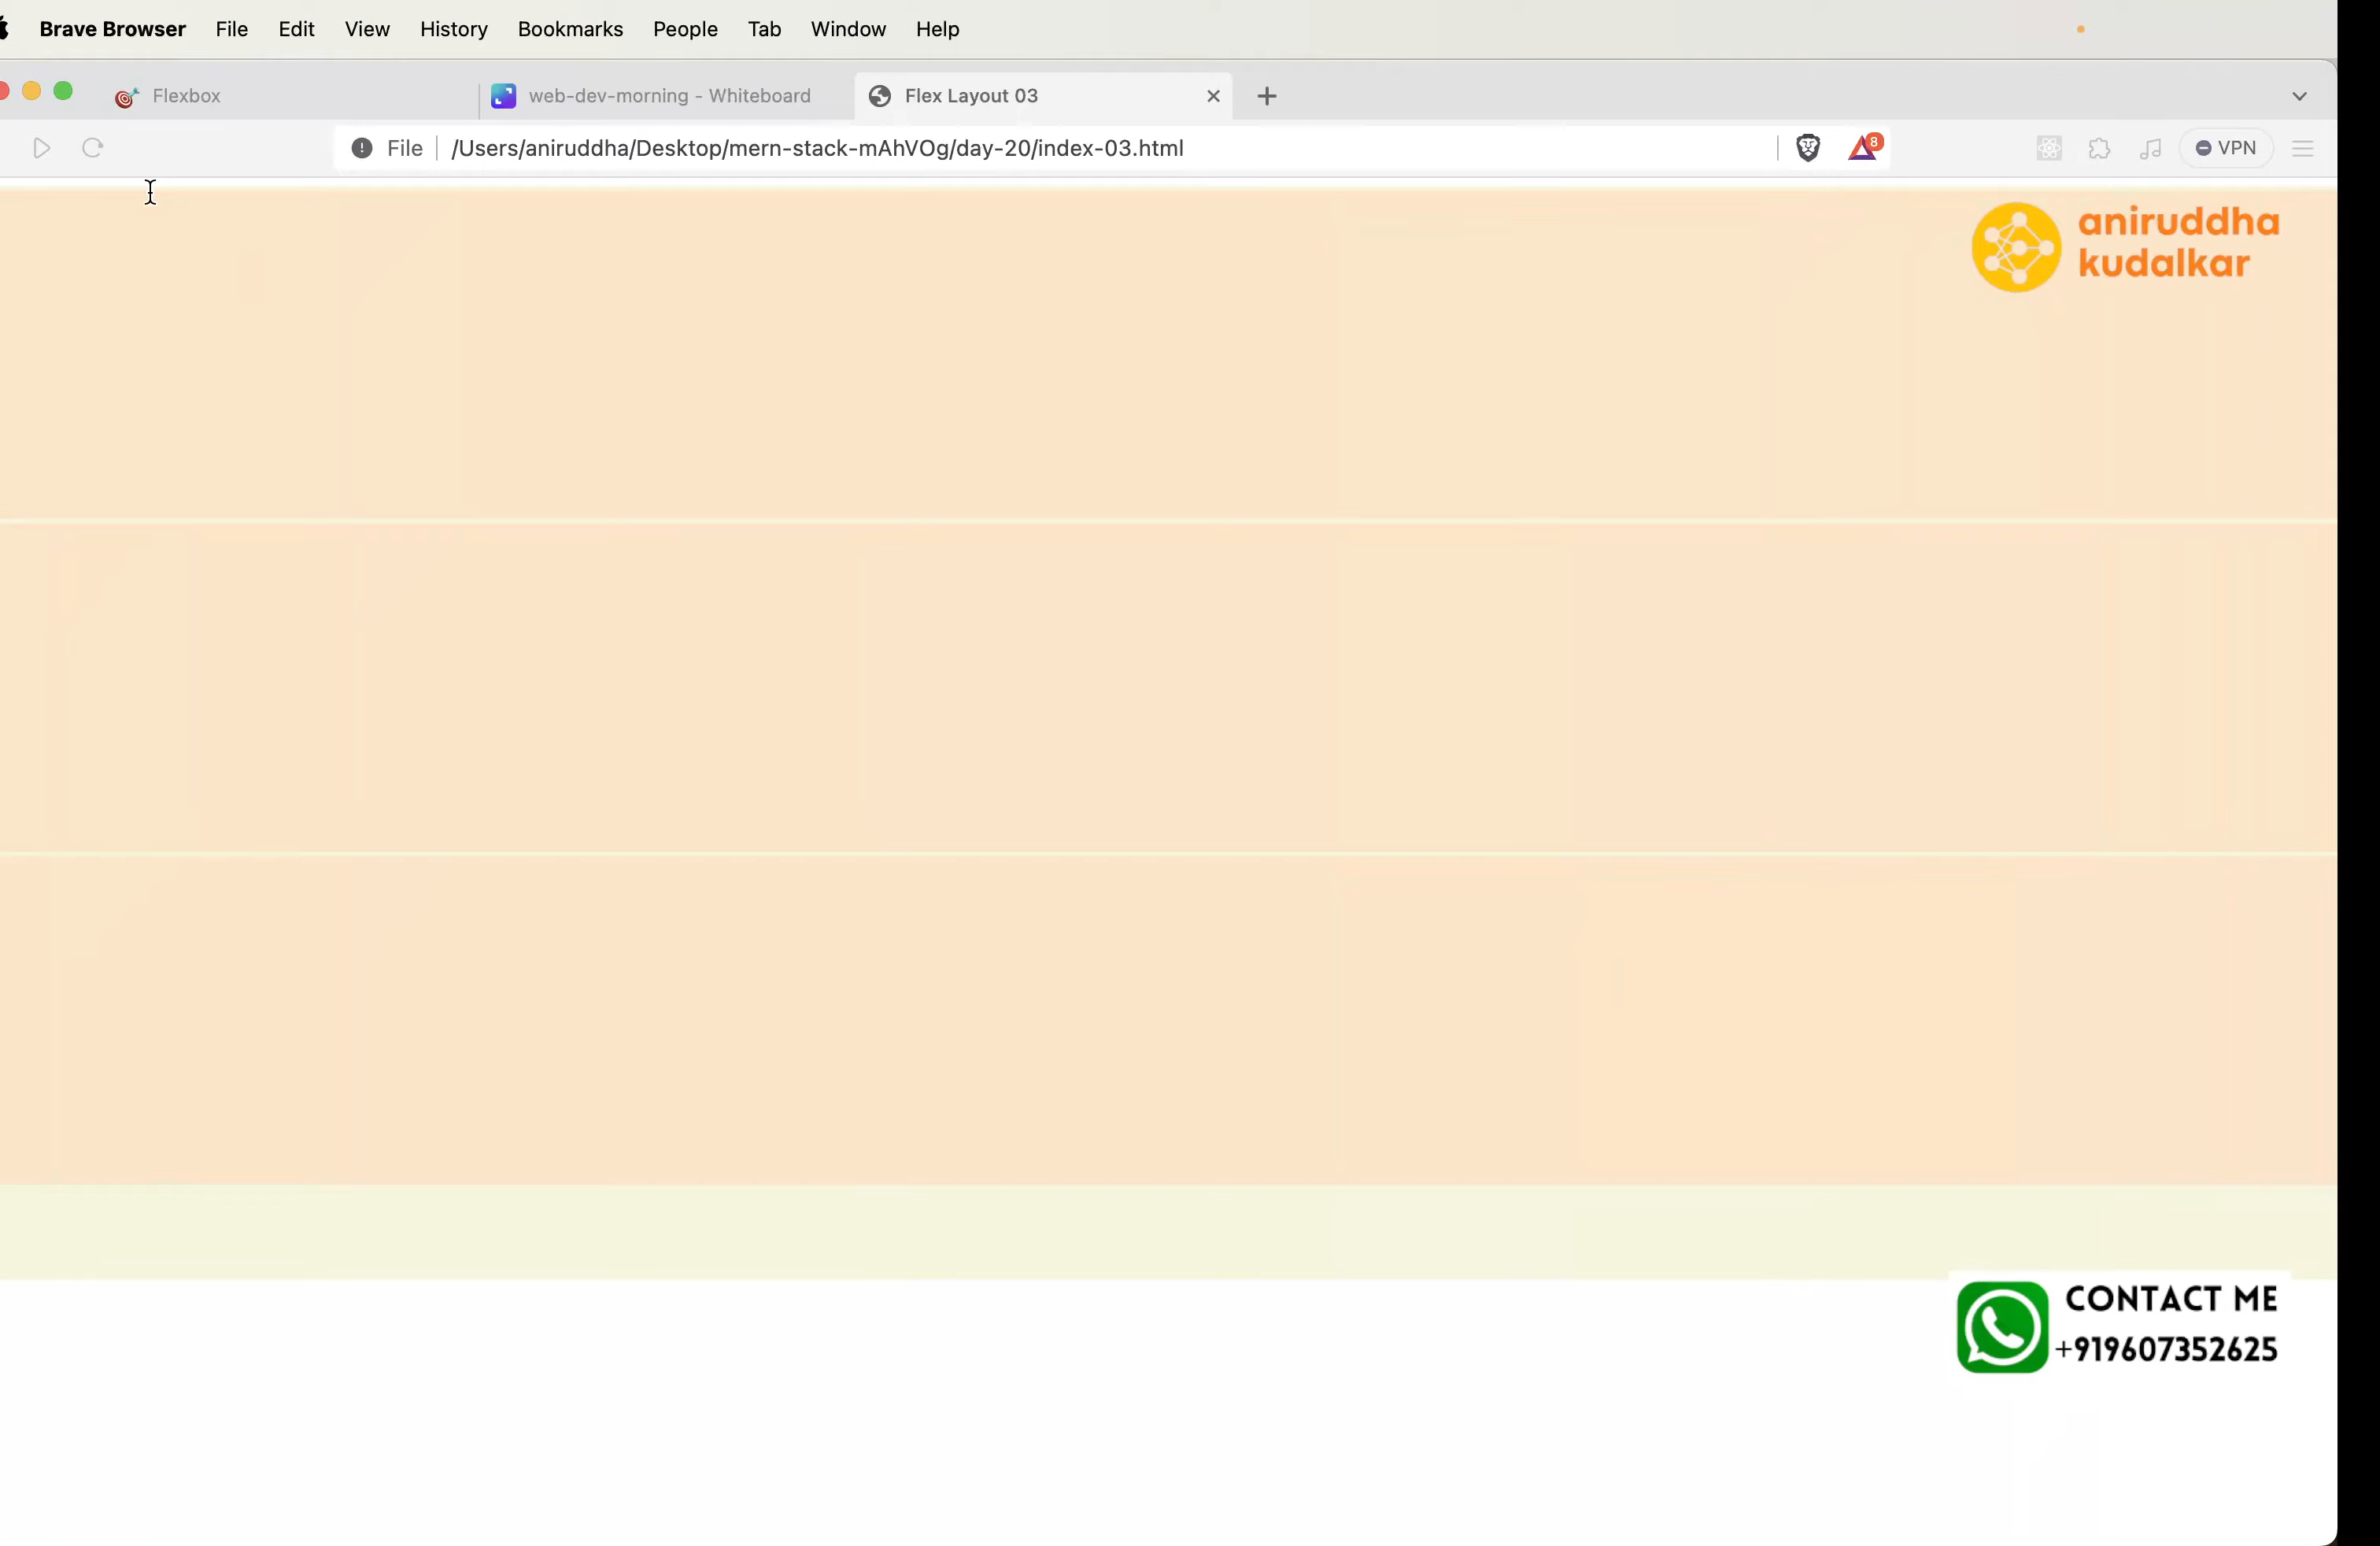 Brave Browser File Edit View History Bookmarks People Tab Window Help
Flexbox web-dev-morning - Whiteboard Flex Layout 03
File /Users/aniruddha/Desktop/mern-stack-mAhVOg/day-20/index-03.html 8 VPN
aniruddha
kudalkar
CONTACT ME
+919607352625